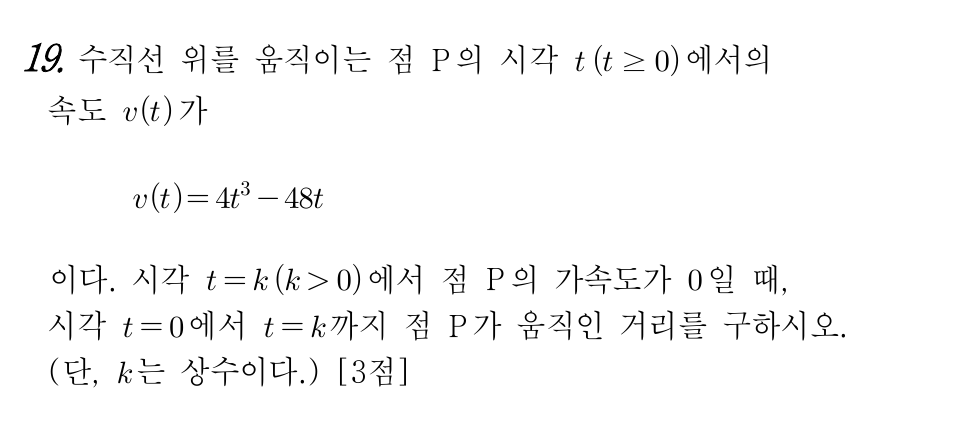 19. 수직선 위를 움직이는 점 P의 시각 t(t≥0)에서의
속도 v(t)가
v(t)=4t³−48t
이다. 시각 t=k(k>0)에서 점 P의 가속도가 0일 때,
시각 t=0에서 t=k까지 점 P가 움직인 거리를 구하시오.
(단, k는 상수이다.) [3점]